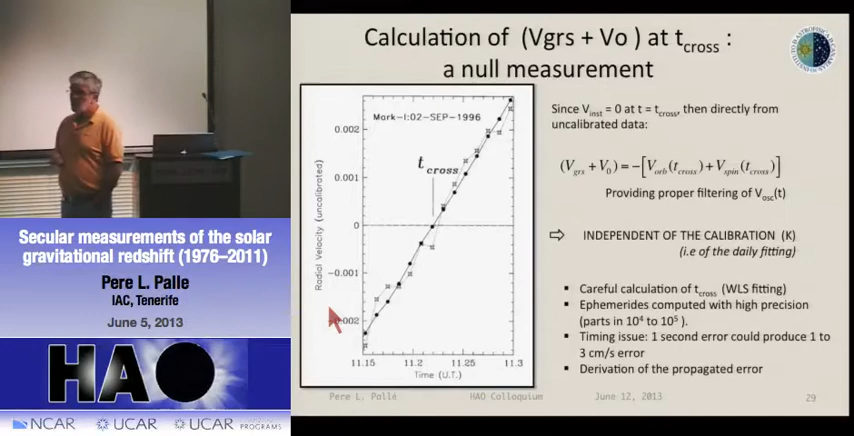 Calculation of (Vgrs + Vo ) at tcross :
a null measurement
Mark-I:02-SEP-1996
tcross
Radial Velocity (uncalibrated)
0.002
0.001
0
-0.001
-0.002
11.15
11.2
11.25
11.3
Time (U.T.)
Since Vinst = 0 at t = tcross, then directly from
uncalibrated data:
(Vgrs + V0) = −[Vorb(tcross) + Vspin(tcross)]
Providing proper filtering of Vosc(t)
INDEPENDENT OF THE CALIBRATION (K)
(i.e of the daily fitting)
Careful calculation of tcross (WLS fitting)
Ephemerides computed with high precision
(parts in 10⁴ to 10⁵ ).
Timing issue: 1 second error could produce 1 to
3 cm/s error
Derivation of the propagated error
Pere L. Pallé
HAO Colloquium
June 12, 2013
29
Secular measurements of the solar
gravitational redshift (1976–2011)
Pere L. Palle
IAC, Tenerife
June 5, 2013
HAO
NCAR
UCAR
UCAR
PROGRAMS